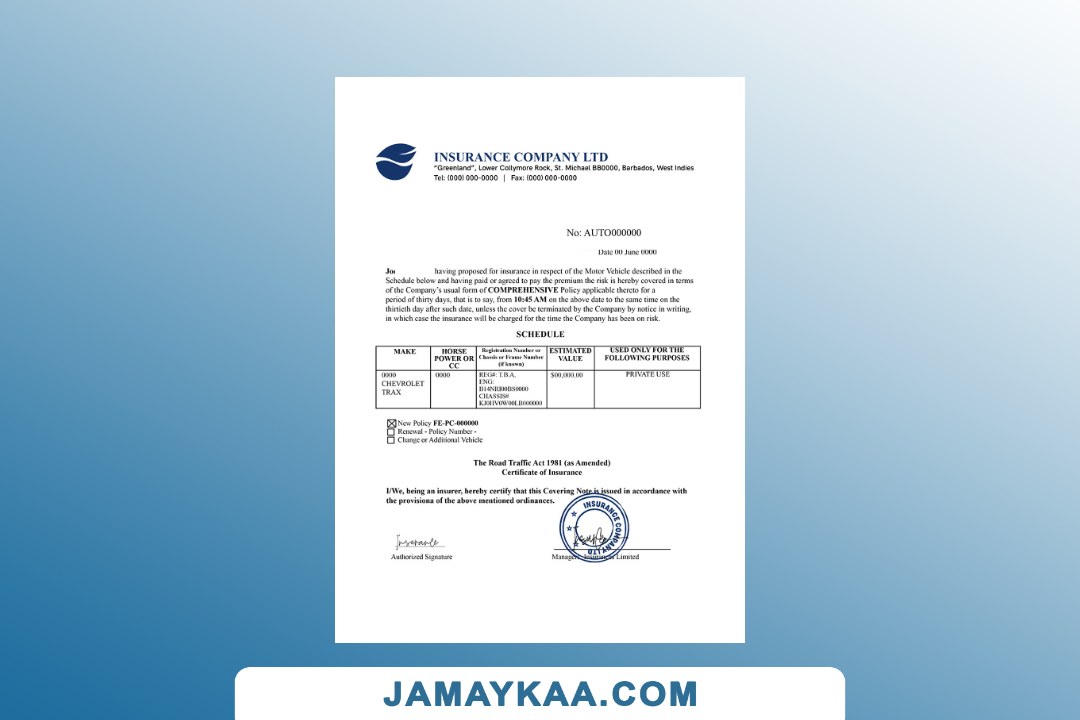 INSURANCE COMPANY LTD
"Greenland", Lower Collymore Rock, St. Michael BB0000, Barbados, West Indies
Tel: (000) 000-0000 | Fax: (000) 000-0000
No: AUTO000000
Date 00 June 0000
having proposed for insurance in respect of the Motor Vehicle described in the
Schedule below and having paid or agreed to pay the premium the risk is hereby covered in terms
of the Company's usual form of COMPREHENSIVE Policy applicable thereto for a
period of thirty days, that is to say, from 10:45 AM on the above date to the same time on the
thirtieth day after such date, unless the cover be terminated by the Company by notice in writing,
in which case the insurance will be charged for the time the Company has been on risk.
SCHEDULE
MAKE
HORSE
POWER OR
CC
Registration Number or
Chassis or Frame Number
(if known)
ESTIMATED
VALUE
USED ONLY FOR THE
FOLLOWING PURPOSES
0000
CHEVROLET
TRAX
0000
REG#: T.B.A,
ENG:
CHASSIS#
$00,000.00
PRIVATE USE
New Policy FE-PC-000000
Renewal - Policy Number -
Change or Additional Vehicle
The Road Traffic Act 1981 (as Amended)
Certificate of Insurance
I/We, being an insurer, hereby certify that this Covering Note is issued in accordance with
the provisiona of the above mentioned ordinances.
INSURANCE COMPANY LTD
Insurance
Authorized Signature
Manager, Insurance Limited
JAMAYKAA.COM